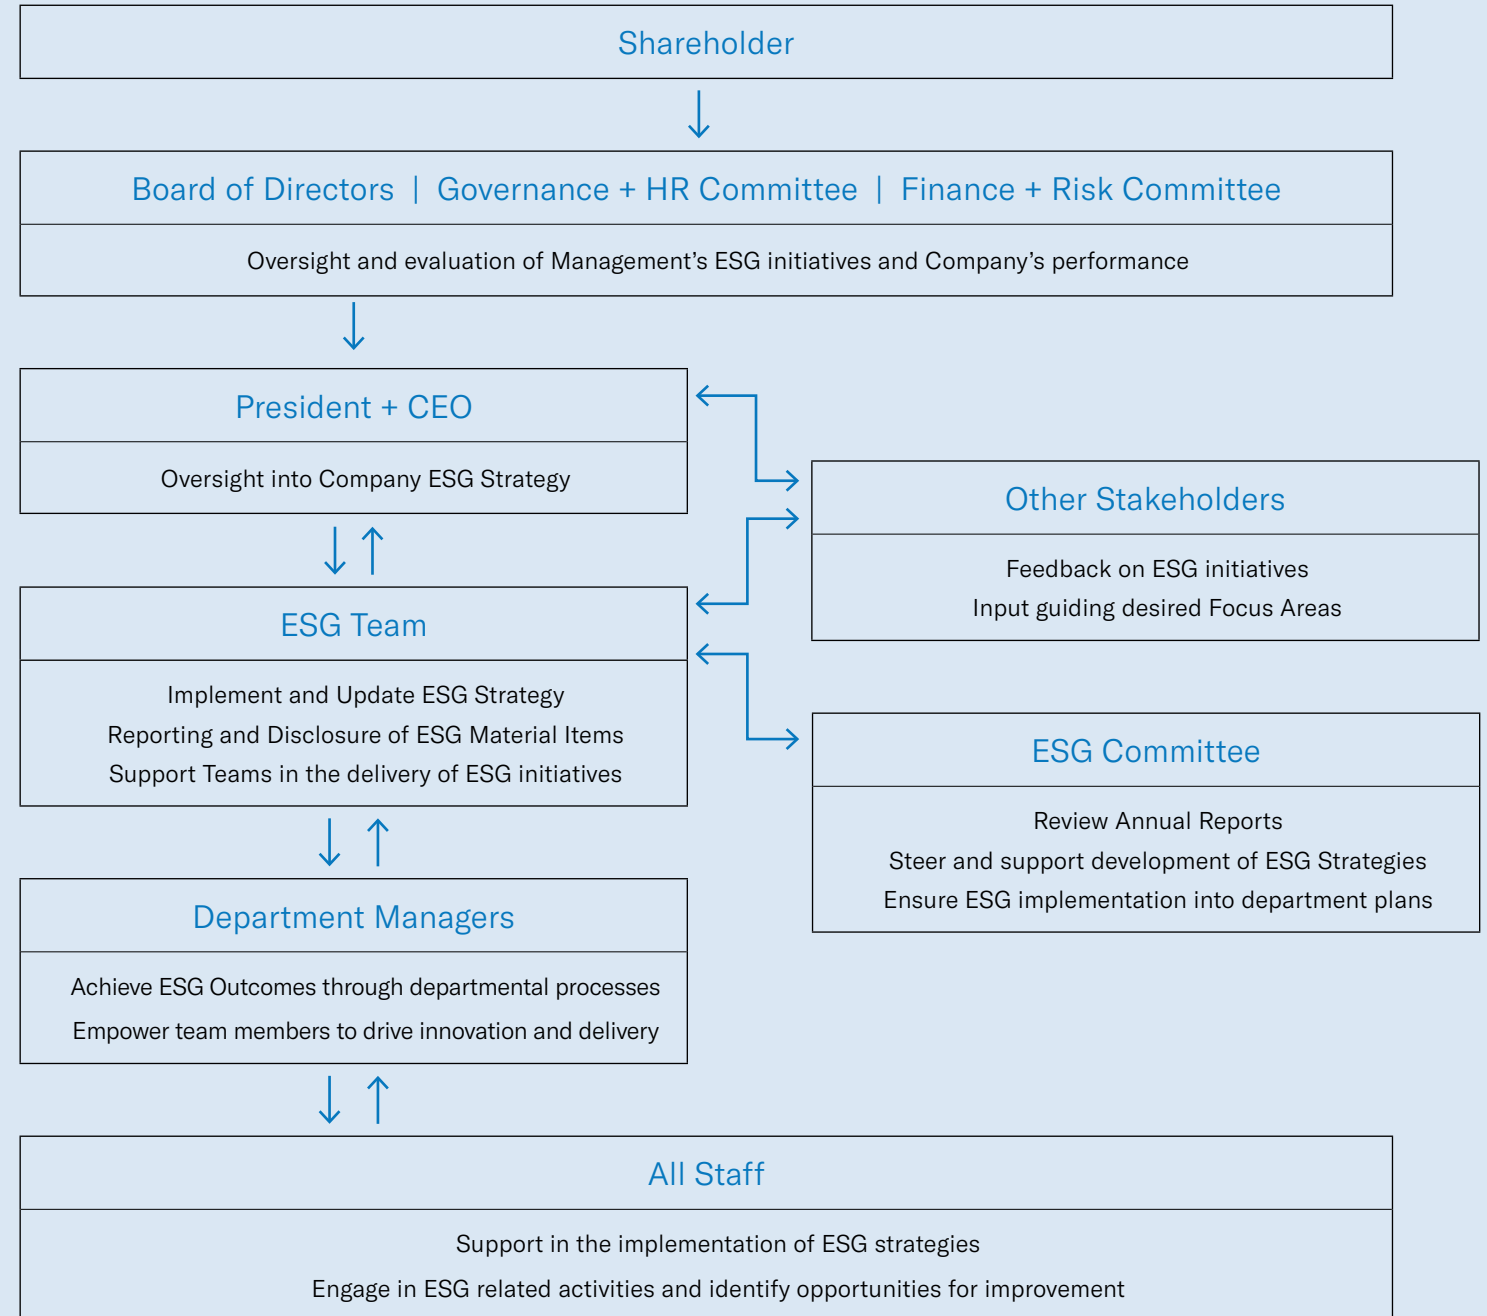 Shareholder
Board of Directors | Governance + HR Committee | Finance + Risk Committee
Oversight and evaluation of Management’s ESG initiatives and Company’s performance
President + CEO
Oversight into Company ESG Strategy
Other Stakeholders
Feedback on ESG initiatives
Input guiding desired Focus Areas
ESG Team
Implement and Update ESG Strategy
Reporting and Disclosure of ESG Material Items
Support Teams in the delivery of ESG initiatives
ESG Committee
Review Annual Reports
Steer and support development of ESG Strategies
Ensure ESG implementation into department plans
Department Managers
Achieve ESG Outcomes through departmental processes
Empower team members to drive innovation and delivery
All Staff
Support in the implementation of ESG strategies
Engage in ESG related activities and identify opportunities for improvement